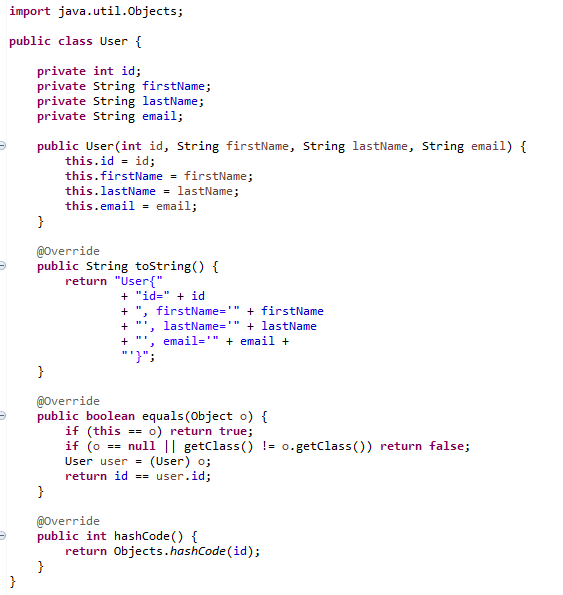 import java.util.Objects;
public class User {
private int id;
private String firstName;
private String lastName;
private String email;
public User(int id, String firstName, String lastName, String email) {
this.id = id;
this.firstName = firstName;
this.lastName = lastName;
this.email = email;
}
@Override
public String toString() {
return "User{"
+ "id=" + id
+ ", firstName='" + firstName
+ "', lastName='" + lastName
+ "', email='" + email +
"'}";
}
@Override
public boolean equals(Object o) {
if (this == o) return true;
if (o == null || getClass() != o.getClass()) return false;
User user = (User) o;
return id == user.id;
}
@Override
public int hashCode() {
return Objects.hashCode(id);
}
}